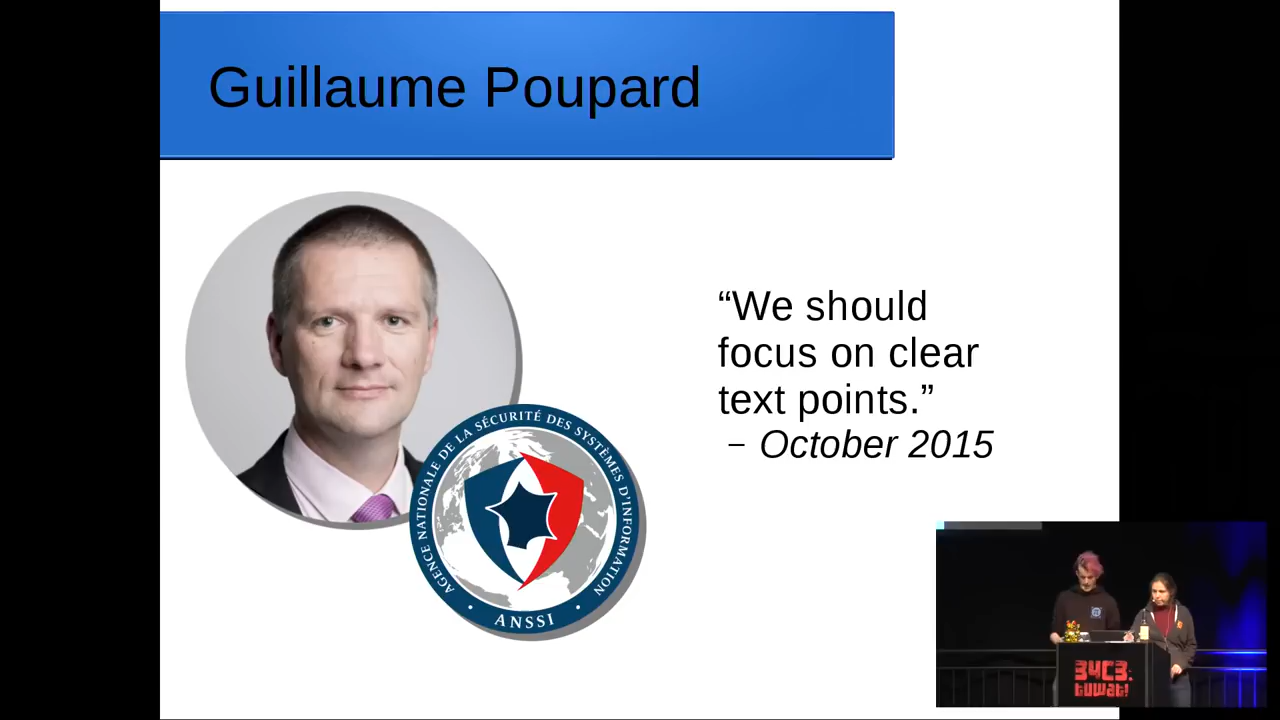 Guillaume Poupard
“We should
focus on clear
text points.”
– October 2015
AGENCE NATIONALE DE LA SÉCURITÉ DES SYSTÈMES D'INFORMATION
• ANSSI •
34C3.
tuwat!